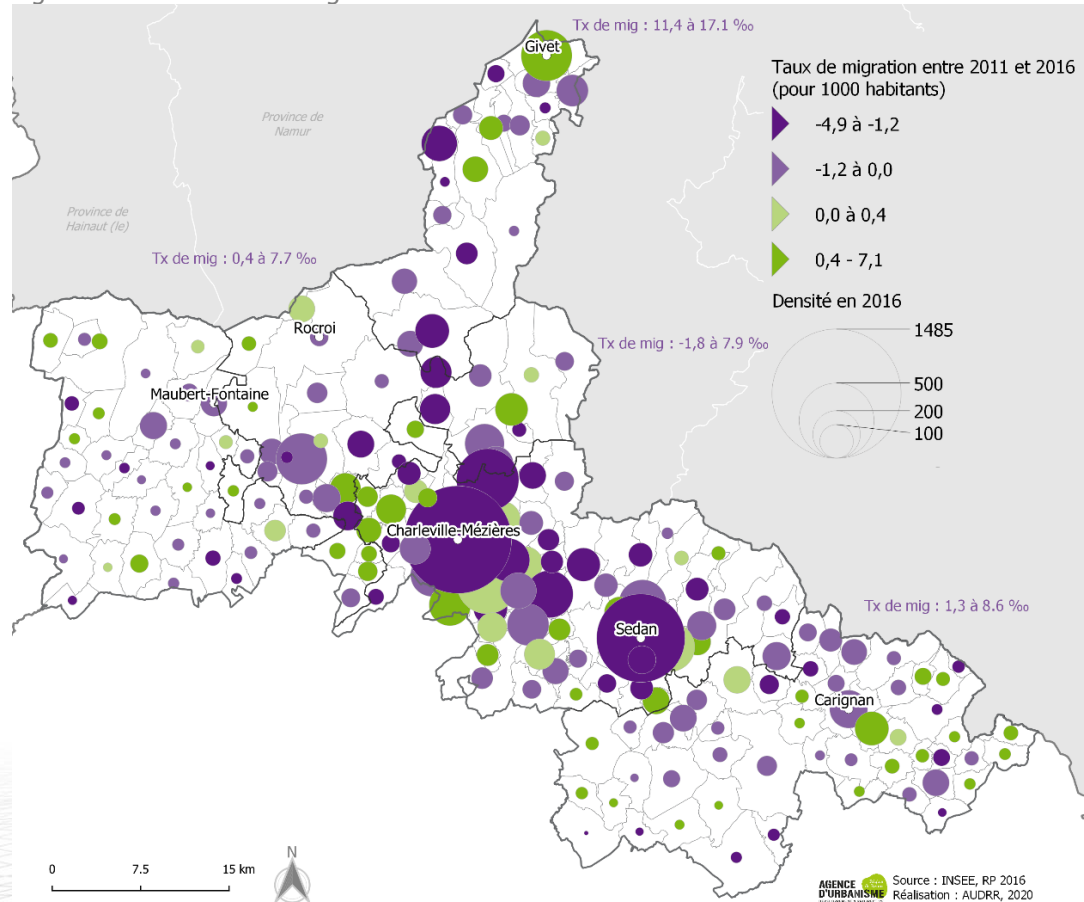 Tx de mig : 11,4 à 17.1 ‰
Givet
Taux de migration entre 2011 et 2016
(pour 1000 habitants)
-4,9 à -1,2
-1,2 à 0,0
0,0 à 0,4
0,4 - 7,1
Densité en 2016
1485
500
200
100
Province de
Namur
Province de
Hainaut (le)
Tx de mig : 0,4 à 7.7 ‰
Rocroi
Tx de mig : -1,8 à 7.9 ‰
Maubert-Fontaine
Charleville-Mézières
Tx de mig : 1,3 à 8.6 ‰
Sedan
Carignan
0 7.5 15 km
N
AGENCE
D'URBANISME
Source : INSEE, RP 2016
Réalisation : AUDRR, 2020